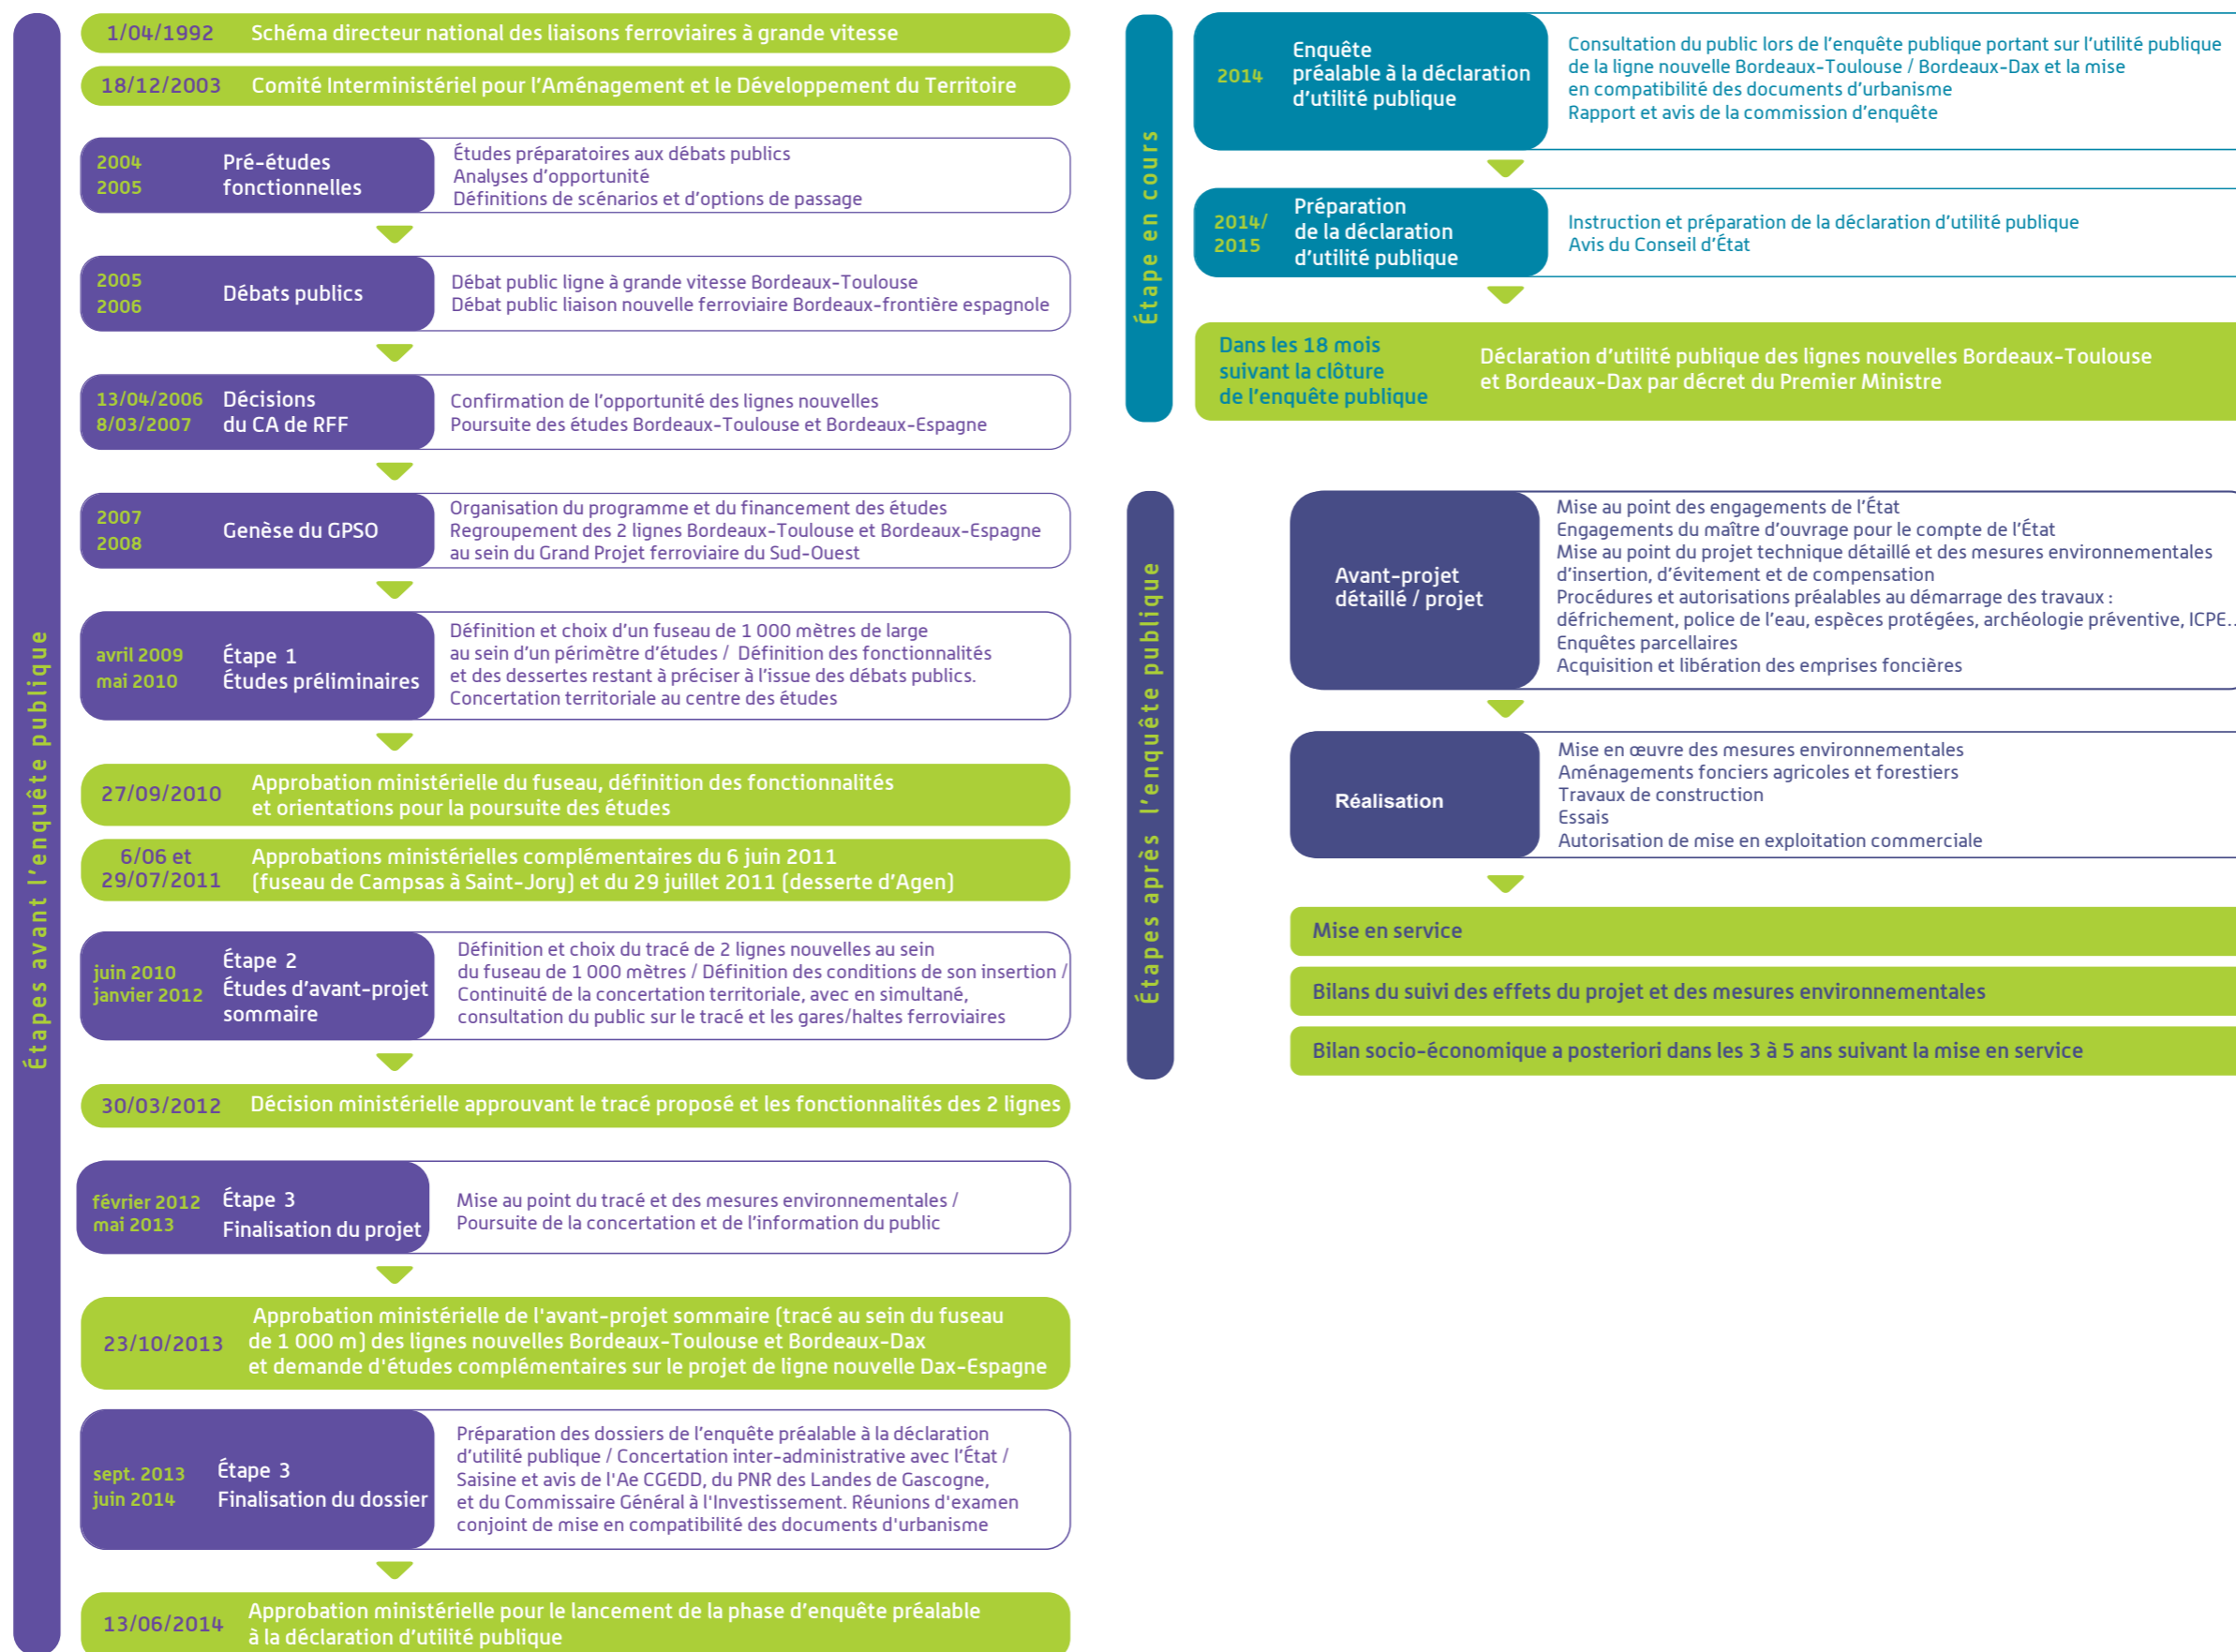 Étapes avant l'enquête publique
1/04/1992 Schéma directeur national des liaisons ferroviaires à grande vitesse
18/12/2003 Comité Interministériel pour l'Aménagement et le Développement du Territoire
2004
2005
Pré-études
fonctionnelles
Études préparatoires aux débats publics
Analyses d'opportunité
Définitions de scénarios et d'options de passage
2005
2006
Débats publics
Débat public ligne à grande vitesse Bordeaux-Toulouse
Débat public liaison nouvelle ferroviaire Bordeaux-frontière espagnole
13/04/2006
8/03/2007
Décisions
du CA de RFF
Confirmation de l'opportunité des lignes nouvelles
Poursuite des études Bordeaux-Toulouse et Bordeaux-Espagne
2007
2008
Genèse du GPSO
Organisation du programme et du financement des études
Regroupement des 2 lignes Bordeaux-Toulouse et Bordeaux-Espagne
au sein du Grand Projet ferroviaire du Sud-Ouest
avril 2009
mai 2010
Étape 1
Études préliminaires
Définition et choix d'un fuseau de 1 000 mètres de large
au sein d'un périmètre d'études / Définition des fonctionnalités
et des dessertes restant à préciser à l'issue des débats publics.
Concertation territoriale au centre des études
27/09/2010
Approbation ministérielle du fuseau, définition des fonctionnalités
et orientations pour la poursuite des études
6/06 et
29/07/2011
Approbations ministérielles complémentaires du 6 juin 2011
(fuseau de Campsas à Saint-Jory) et du 29 juillet 2011 (desserte d'Agen)
juin 2010
janvier 2012
Étape 2
Études d'avant-projet
sommaire
Définition et choix du tracé de 2 lignes nouvelles au sein
du fuseau de 1 000 mètres / Définition des conditions de son insertion /
Continuité de la concertation territoriale, avec en simultané,
consultation du public sur le tracé et les gares/haltes ferroviaires
30/03/2012 Décision ministérielle approuvant le tracé proposé et les fonctionnalités des 2 lignes
février 2012
mai 2013
Étape 3
Finalisation du projet
Mise au point du tracé et des mesures environnementales /
Poursuite de la concertation et de l'information du public
23/10/2013
Approbation ministérielle de l'avant-projet sommaire (tracé au sein du fuseau
de 1 000 m) des lignes nouvelles Bordeaux-Toulouse et Bordeaux-Dax
et demande d'études complémentaires sur le projet de ligne nouvelle Dax-Espagne
sept. 2013
juin 2014
Étape 3
Finalisation du dossier
Préparation des dossiers de l'enquête préalable à la déclaration
d'utilité publique / Concertation inter-administrative avec l'État /
Saisine et avis de l'Ae CGEDD, du PNR des Landes de Gascogne,
et du Commissaire Général à l'Investissement. Réunions d'examen
conjoint de mise en compatibilité des documents d'urbanisme
13/06/2014
Approbation ministérielle pour le lancement de la phase d'enquête préalable
à la déclaration d'utilité publique
Étape en cours
2014
Enquête
préalable à la déclaration
d'utilité publique
Consultation du public lors de l'enquête publique portant sur l'utilité publique
de la ligne nouvelle Bordeaux-Toulouse / Bordeaux-Dax et la mise
en compatibilité des documents d'urbanisme
Rapport et avis de la commission d'enquête
2014/
2015
Préparation
de la déclaration
d'utilité publique
Instruction et préparation de la déclaration d'utilité publique
Avis du Conseil d'État
Dans les 18 mois
suivant la clôture
de l'enquête publique
Déclaration d'utilité publique des lignes nouvelles Bordeaux-Toulouse
et Bordeaux-Dax par décret du Premier Ministre
Étapes après l'enquête publique
Avant-projet
détaillé / projet
Mise au point des engagements de l'État
Engagements du maître d'ouvrage pour le compte de l'État
Mise au point du projet technique détaillé et des mesures environnementales
d'insertion, d'évitement et de compensation
Procédures et autorisations préalables au démarrage des travaux :
défrichement, police de l'eau, espèces protégées, archéologie préventive, ICPE...
Enquêtes parcellaires
Acquisition et libération des emprises foncières
Réalisation
Mise en œuvre des mesures environnementales
Aménagements fonciers agricoles et forestiers
Travaux de construction
Essais
Autorisation de mise en exploitation commerciale
Mise en service
Bilans du suivi des effets du projet et des mesures environnementales
Bilan socio-économique a posteriori dans les 3 à 5 ans suivant la mise en service